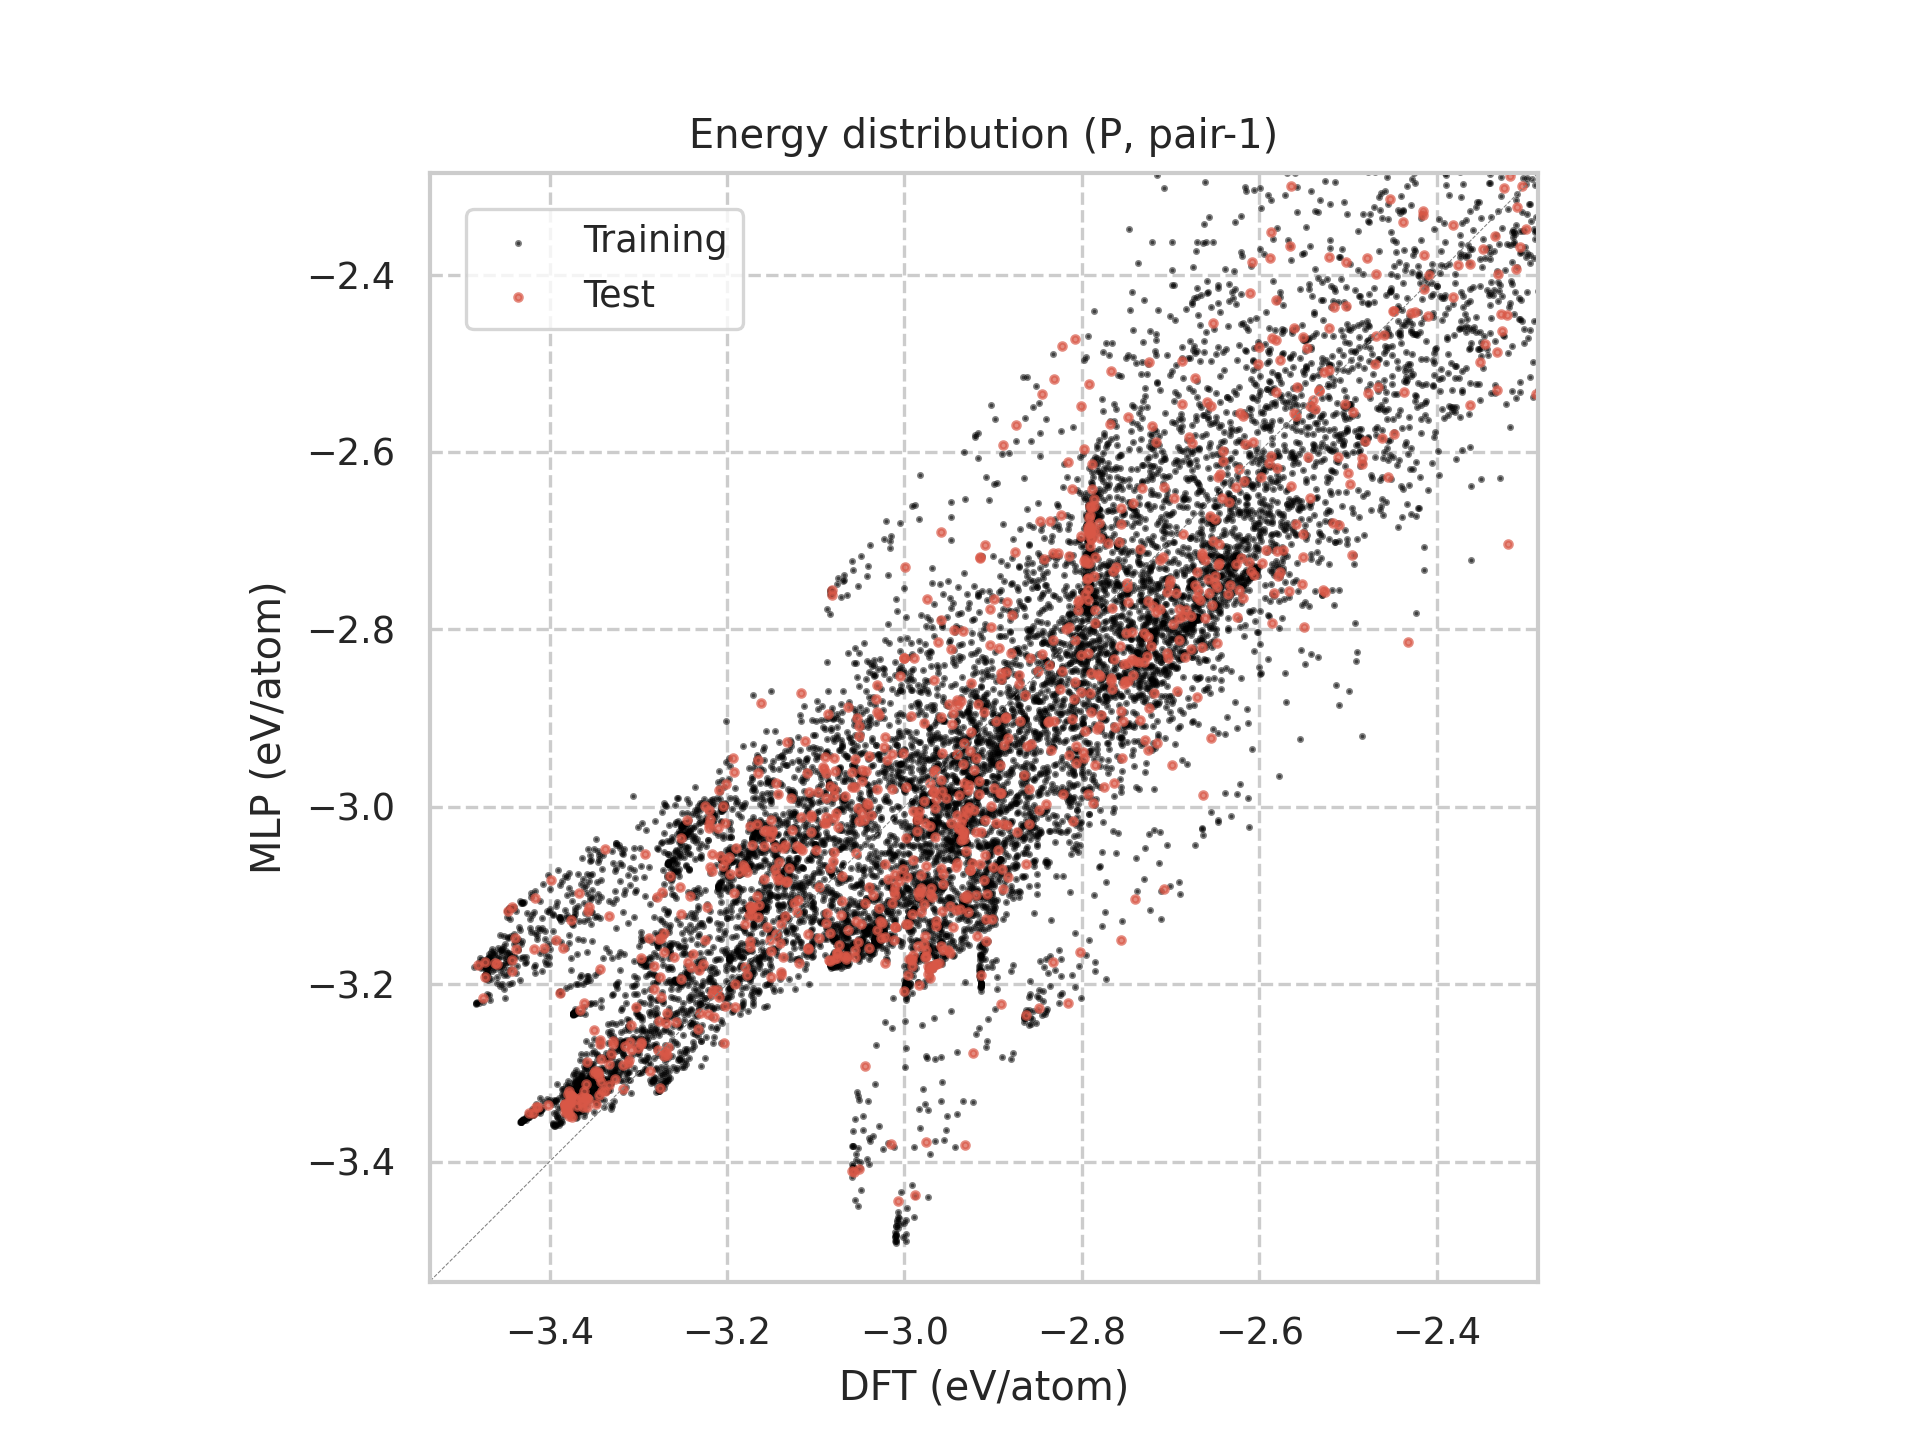 Energy distribution (P, pair-1)
Training
Test
−2.4
−2.6
−2.8
−3.0
−3.2
−3.4
MLP (eV/atom)
−3.4 −3.2 −3.0 −2.8 −2.6 −2.4
DFT (eV/atom)